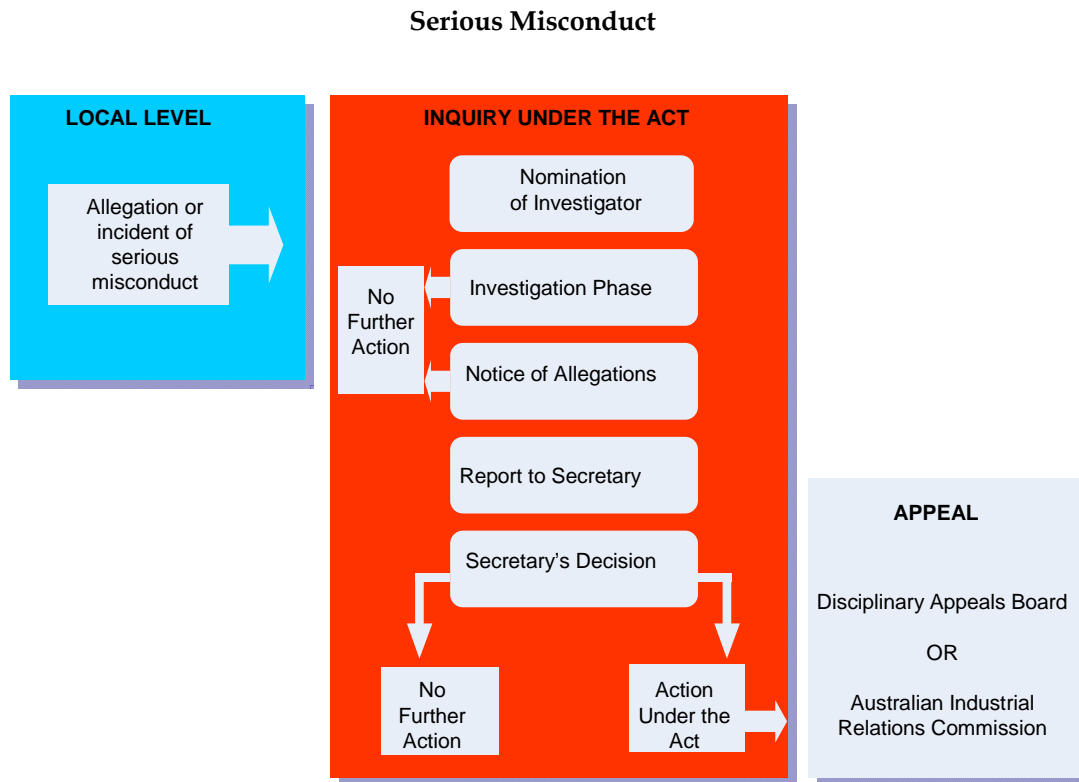 Serious Misconduct
LOCAL LEVEL
Allegation or
incident of
serious
misconduct
INQUIRY UNDER THE ACT
Nomination
of Investigator
Investigation Phase
No
Further
Action
Notice of Allegations
Report to Secretary
Secretary's Decision
No
Further
Action
Action
Under the
Act
APPEAL
Disciplinary Appeals Board
OR
Australian Industrial
Relations Commission